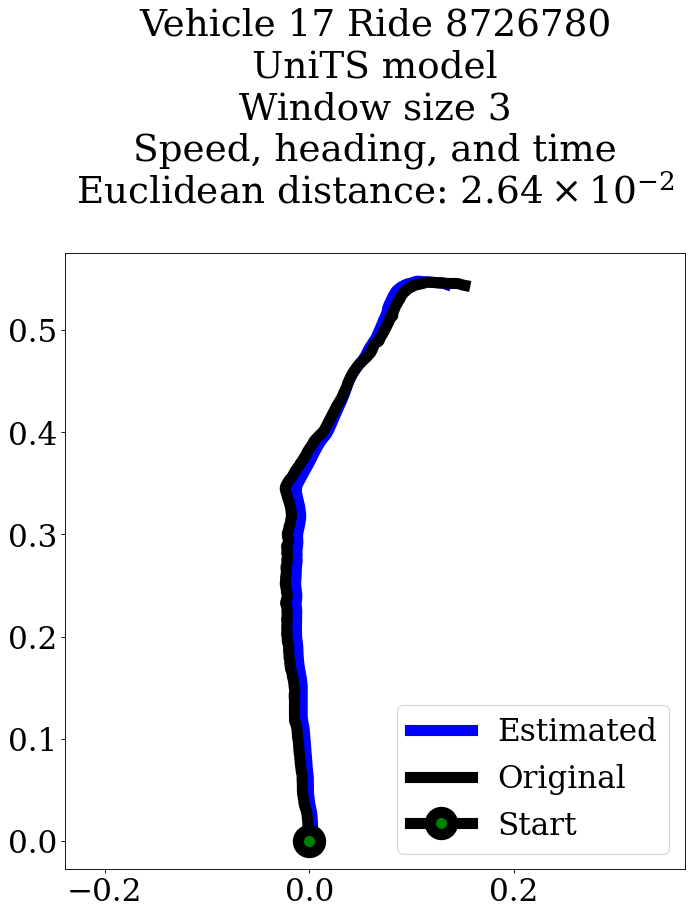 Vehicle 17 Ride 8726780
UniTS model
Window size 3
Speed, heading, and time
Euclidean distance: 2.64 × 10⁻²
0.5
0.4
0.3
0.2
0.1
0.0
Estimated
Original
Start
−0.2 0.0 0.2